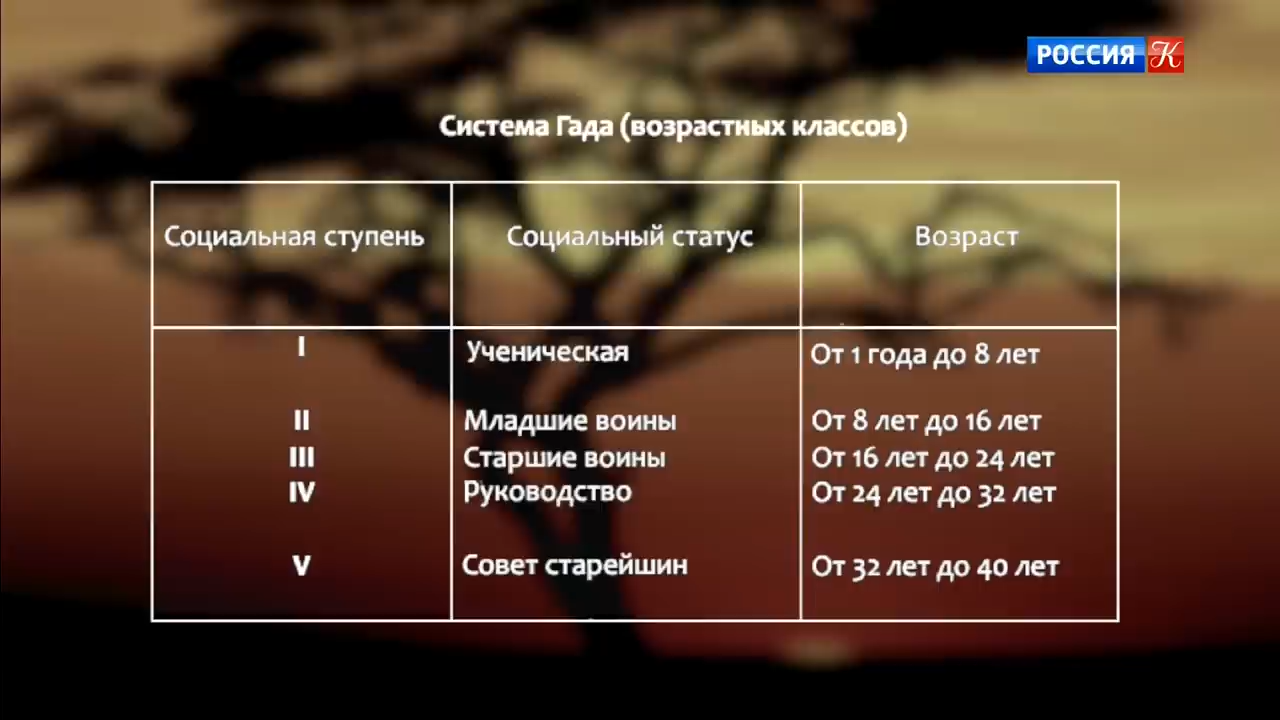 РОССИЯ К
Система Гада (возрастных классов)
Социальная ступень Социальный статус Возраст
I Ученическая От 1 года до 8 лет
II Младшие воины От 8 лет до 16 лет
III Старшие воины От 16 лет до 24 лет
IV Руководство От 24 лет до 32 лет
V Совет старейшин От 32 лет до 40 лет